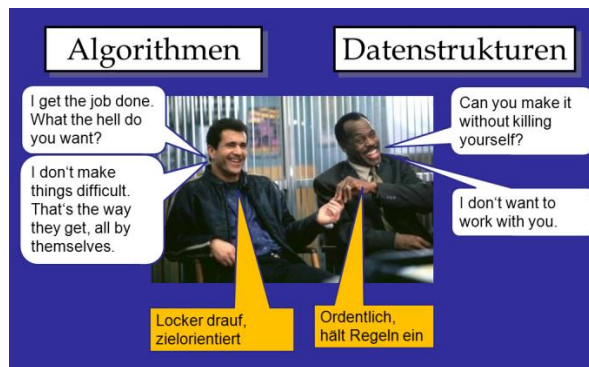 Algorithmen
Datenstrukturen
I get the job done.
What the hell do
you want?
I don't make
things difficult.
That's the way
they get, all by
themselves.
Can you make it
without killing
yourself?
I don't want to
work with you.
Locker drauf,
zielorientiert
Ordentlich,
hält Regeln ein